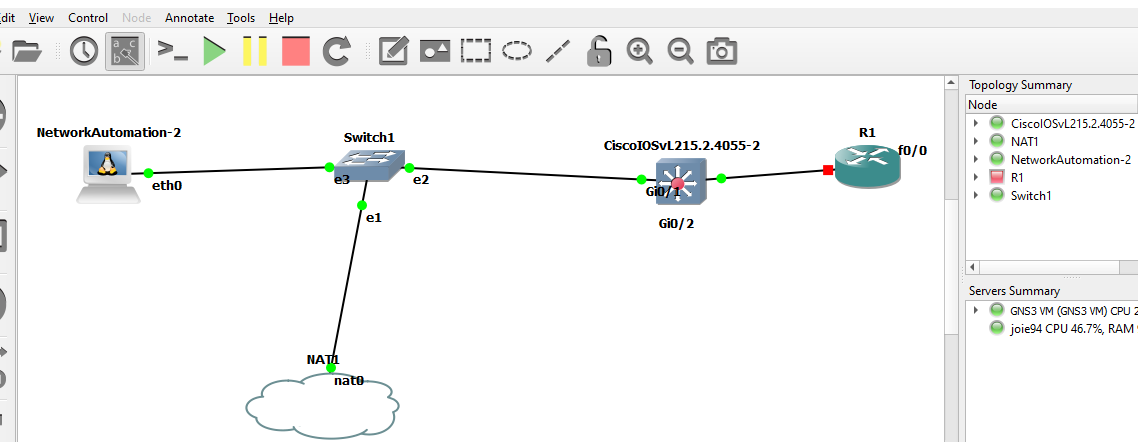 dit View Control Node Annotate Tools Help
Topology Summary
Node
CiscoIOSvL215.2.4055-2
NAT1
NetworkAutomation-2
R1
Switch1
NetworkAutomation-2
eth0
Switch1
e3
e2
e1
CiscoIOSvL215.2.4055-2
Gi0/1
Gi0/2
R1
f0/0
NAT1
nat0
Servers Summary
GNS3 VM (GNS3 VM) CPU 2
joie94 CPU 46.7%, RAM